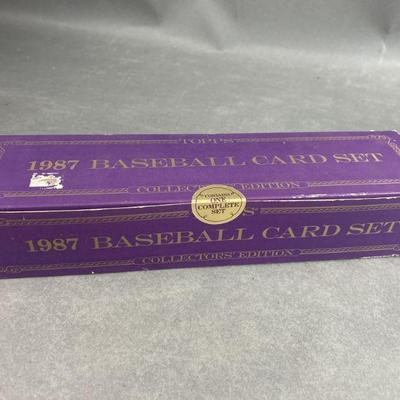 TOPPS
1987 BASEBALL CARD SET
COLLECTORS' EDITION
CONTAINS
ONE
COMPLETE
SET
1987 BASEBALL CARD SET
COLLECTORS' EDITION